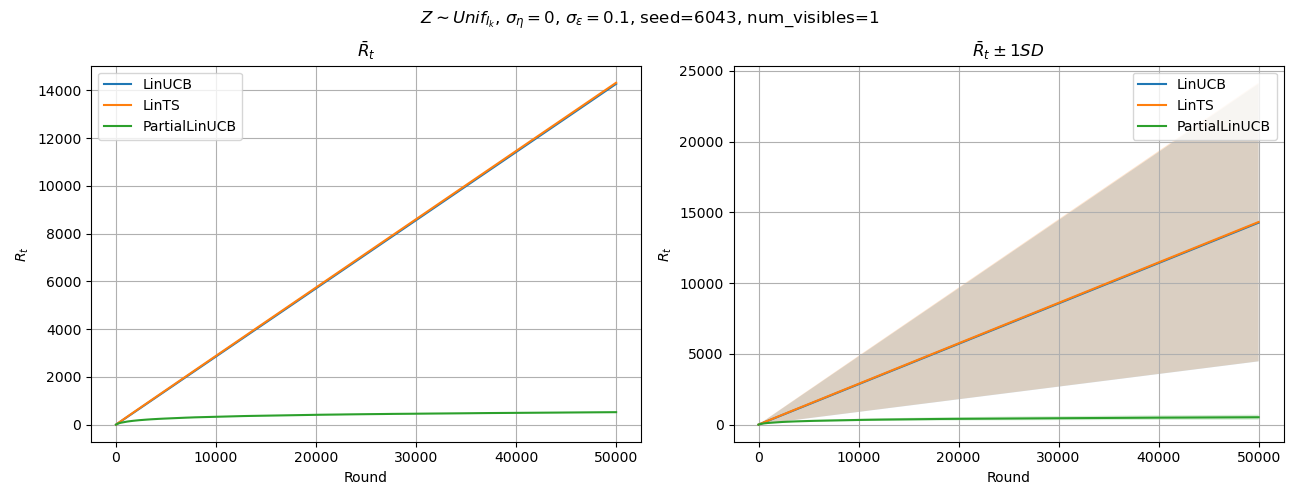 Z ∼ Unif_{I_k}, σ_η = 0, σ_ε = 0.1, seed=6043, num_visibles=1
R̄_t
R̄_t ± 1SD
LinUCB
LinTS
PartialLinUCB
14000
12000
10000
8000
6000
4000
2000
0
R_t
0
10000
20000
30000
40000
50000
Round
LinUCB
LinTS
PartialLinUCB
25000
20000
15000
10000
5000
0
R_t
0
10000
20000
30000
40000
50000
Round